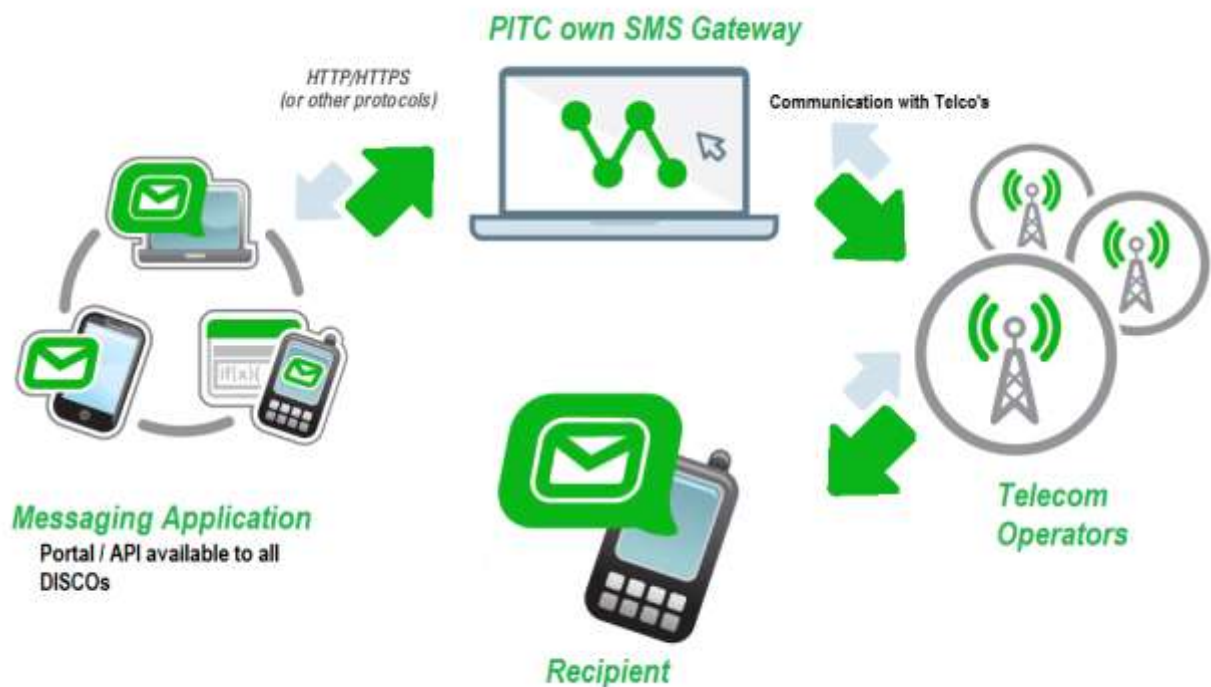 PITC own SMS Gateway
HTTP/HTTPS
(or other protocols)
Communication with Telco's
if(x){
Messaging Application
Portal / API available to all
DISCOs
Telecom
Operators
Recipient